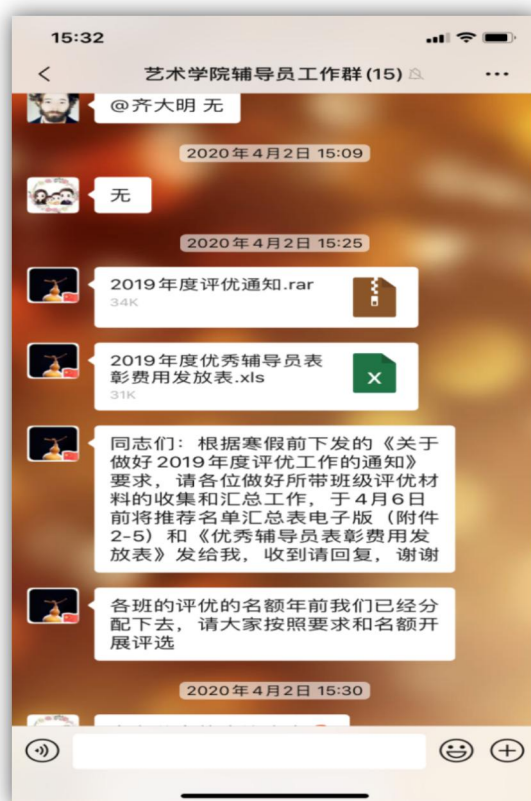 15:32
艺术学院辅导员工作群(15)
@齐大明 无
2020年4月2日 15:09
无
2020年4月2日 15:25
2019年度评优通知.rar
34K
2019年度优秀辅导员表
彰费用发放表.xls
X
31K
同志们：根据寒假前下发的《关于
做好2019年度评优工作的通知》
要求，请各位做好所带班级评优材
料的收集和汇总工作，于4月6日
前将推荐名单汇总表电子版（附件
2-5）和《优秀辅导员表彰费用发
放表》发给我，收到请回复，谢谢
各班的评优的名额年前我们已经分
配下去，请大家按照要求和名额开
展评选
2020年4月2日 15:30